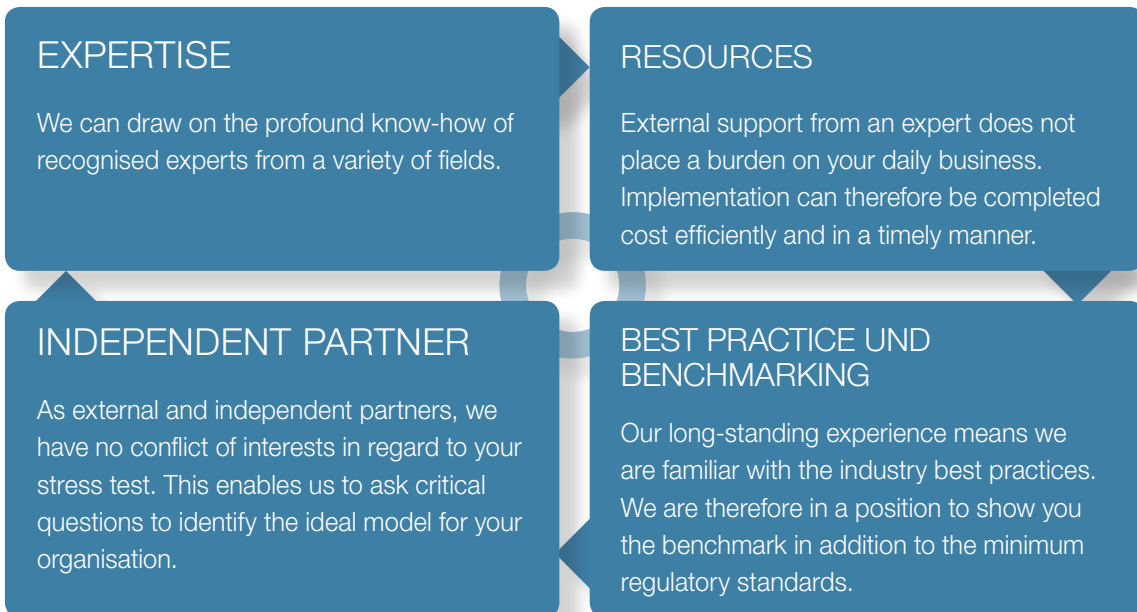 EXPERTISE
We can draw on the profound know-how of
recognised experts from a variety of fields.
RESOURCES
External support from an expert does not
place a burden on your daily business.
Implementation can therefore be completed
cost efficiently and in a timely manner.
INDEPENDENT PARTNER
As external and independent partners, we
have no conflict of interests in regard to your
stress test. This enables us to ask critical
questions to identify the ideal model for your
organisation.
BEST PRACTICE UND
BENCHMARKING
Our long-standing experience means we
are familiar with the industry best practices.
We are therefore in a position to show you
the benchmark in addition to the minimum
regulatory standards.